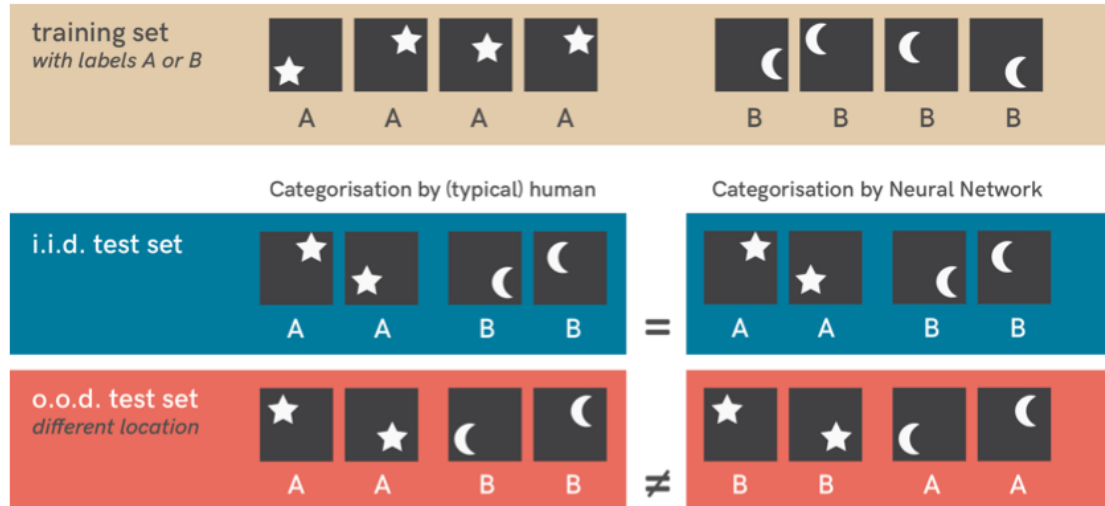 training set
with labels A or B
A A A A B B B B
Categorisation by (typical) human Categorisation by Neural Network
i.i.d. test set
A A B B = A A B B
o.o.d. test set
different location
A A B B ≠ B B A A